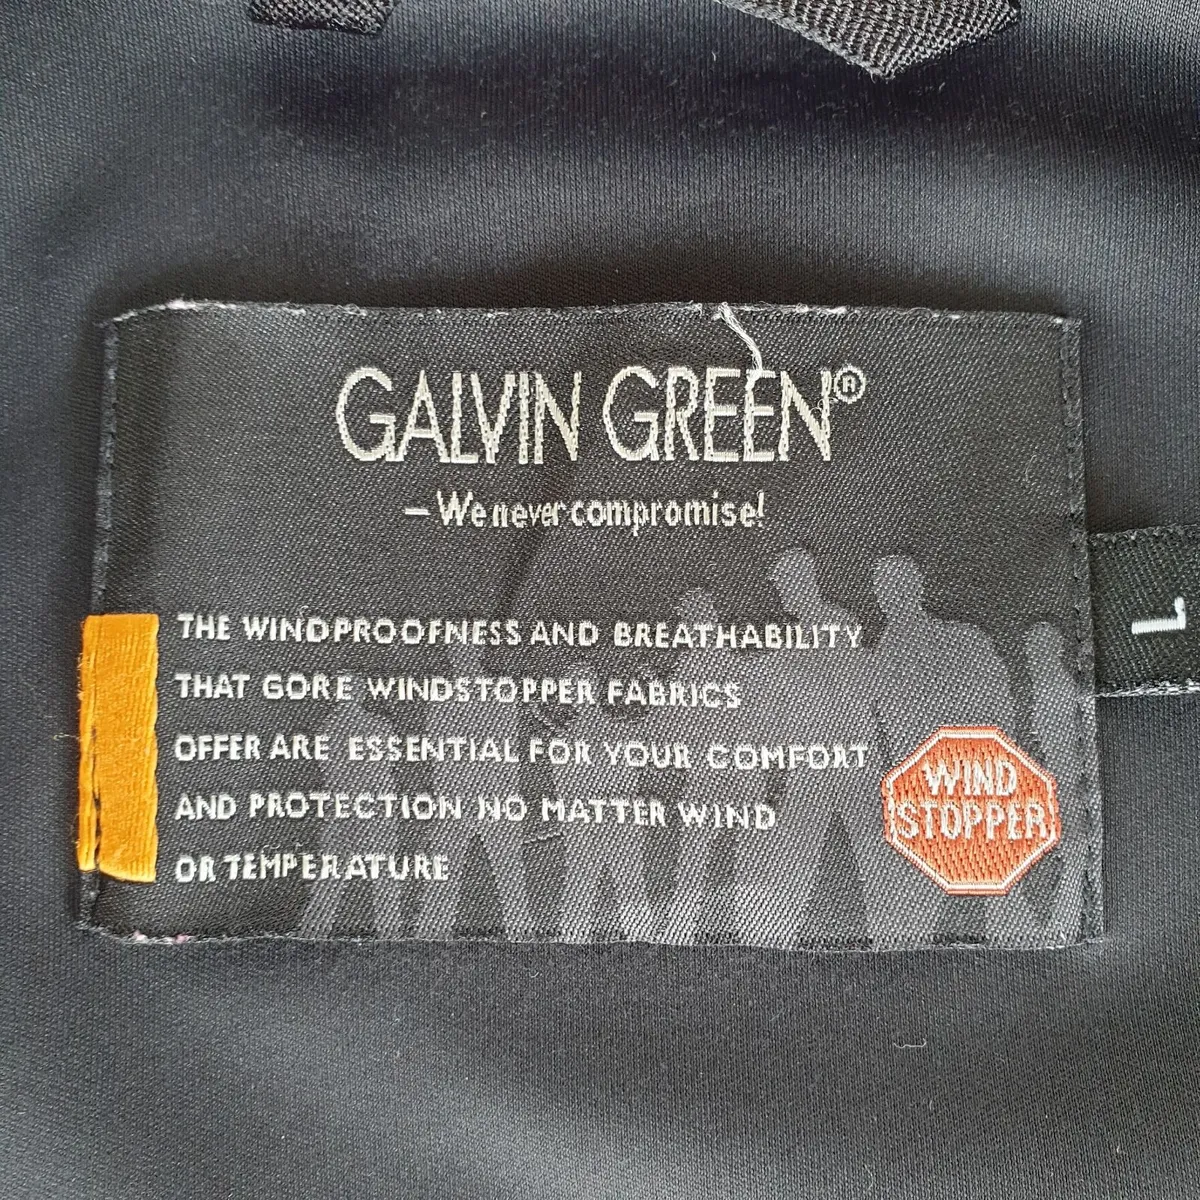 GALVIN GREEN®
– We never compromise!
THE WINDPROOFNESS AND BREATHABILITY
THAT GORE WINDSTOPPER FABRICS
OFFER ARE ESSENTIAL FOR YOUR COMFORT
AND PROTECTION NO MATTER WIND
OR TEMPERATURE
WIND
STOPPER
L